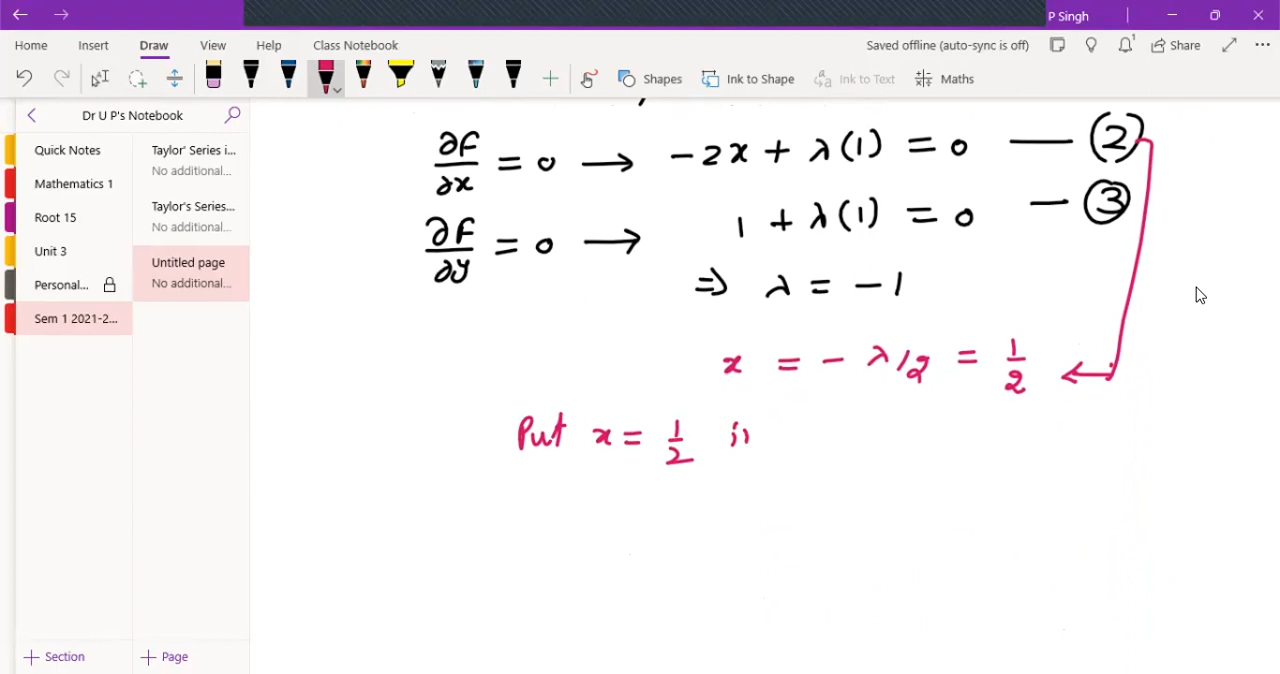 P Singh
Home Insert Draw View Help Class Notebook Saved offline (auto-sync is off) Share
Shapes Ink to Shape Ink to Text Maths
Dr U P's Notebook
Quick Notes
Mathematics 1
Root 15
Unit 3
Personal...
Sem 1 2021-2...
Taylor' Series i...
No additional...
Taylor's Series...
No additional...
Untitled page
No additional...
∂F/∂x = 0 → -2x + λ(1) = 0 — (2)
∂F/∂y = 0 → 1 + λ(1) = 0 — (3)
⇒ λ = -1
x = - λ/2 = 1/2
Put x = 1/2 in
Section
Page